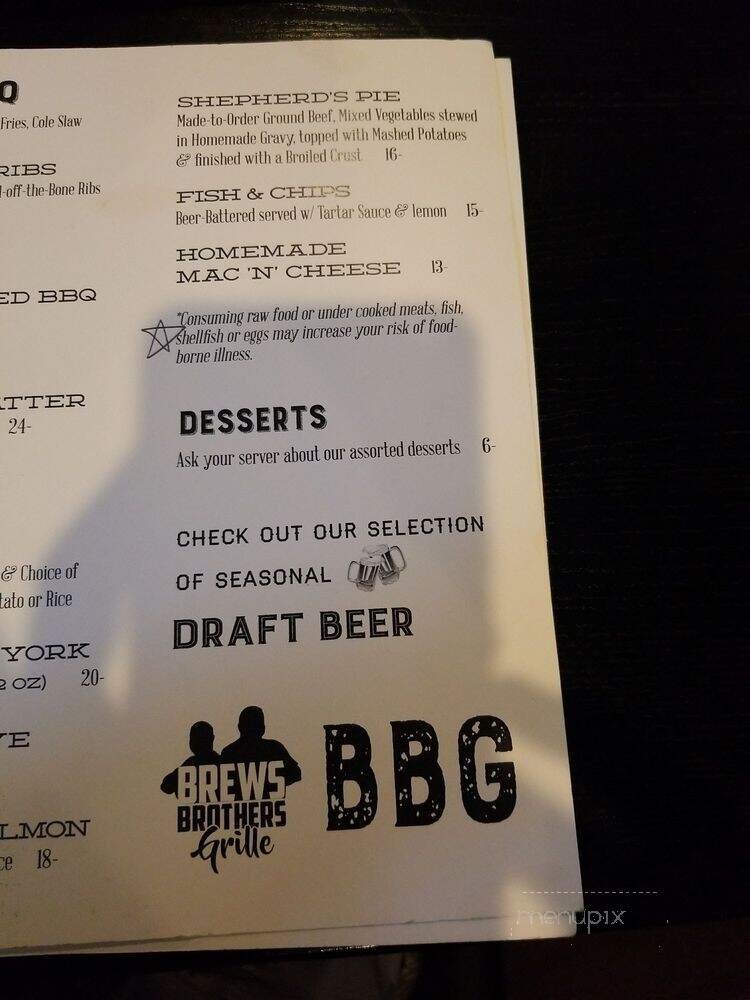 Q
Fries, Cole Slaw
RIBS
l-off-the-Bone Ribs
ED BBQ
ATTER
24-
& Choice of
tato or Rice
YORK
2 OZ) 20-
VE
LMON
ce 18-
SHEPHERD'S PIE
Made-to-Order Ground Beef, Mixed Vegetables stewed
in Homemade Gravy, topped with Mashed Potatoes
& finished with a Broiled Crust 16-
FISH & CHIPS
Beer-Battered served w/ Tartar Sauce & lemon 15-
HOMEMADE
MAC 'N' CHEESE 13-
*Consuming raw food or under cooked meats, fish,
shellfish or eggs may increase your risk of food-
borne illness.
DESSERTS
Ask your server about our assorted desserts 6-
CHECK OUT OUR SELECTION
OF SEASONAL
DRAFT BEER
BREWS
BROTHERS
Grille
BBG
menupix